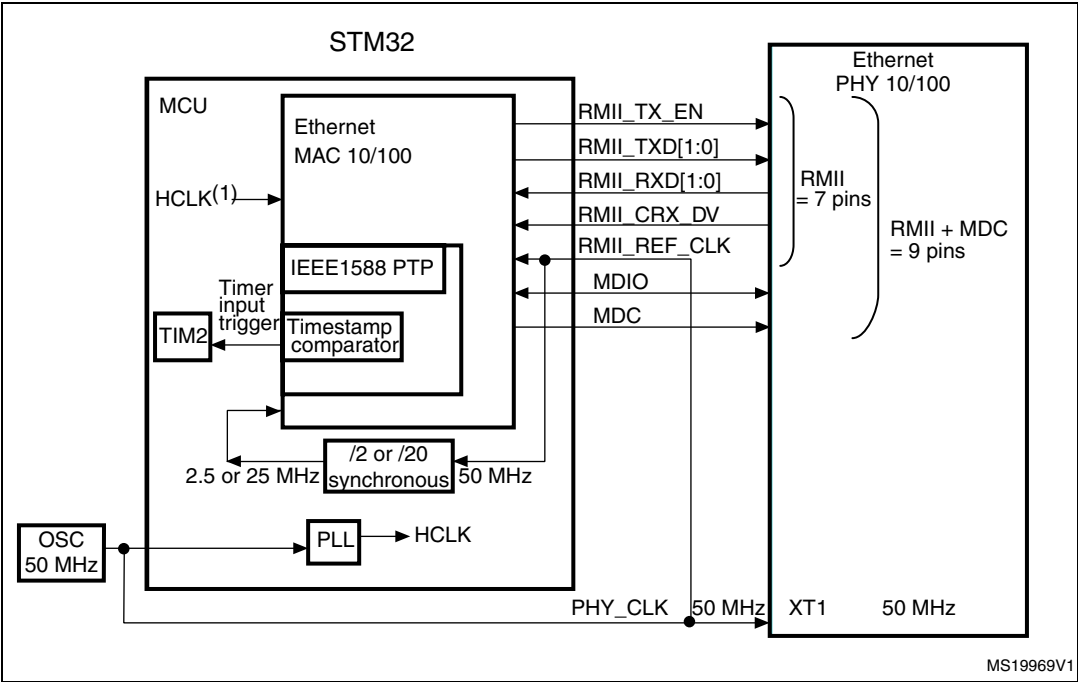 STM32
MCU
Ethernet
MAC 10/100
HCLK(1)
IEEE1588 PTP
Timer
input
trigger
Timestamp
comparator
TIM2
/2 or /20
synchronous
2.5 or 25 MHz
50 MHz
OSC
50 MHz
PLL
HCLK
RMII_TX_EN
RMII_TXD[1:0]
RMII_RXD[1:0]
RMII_CRX_DV
RMII_REF_CLK
MDIO
MDC
PHY_CLK 50 MHz
Ethernet
PHY 10/100
RMII
= 7 pins
RMII + MDC
= 9 pins
XT1 50 MHz
MS19969V1